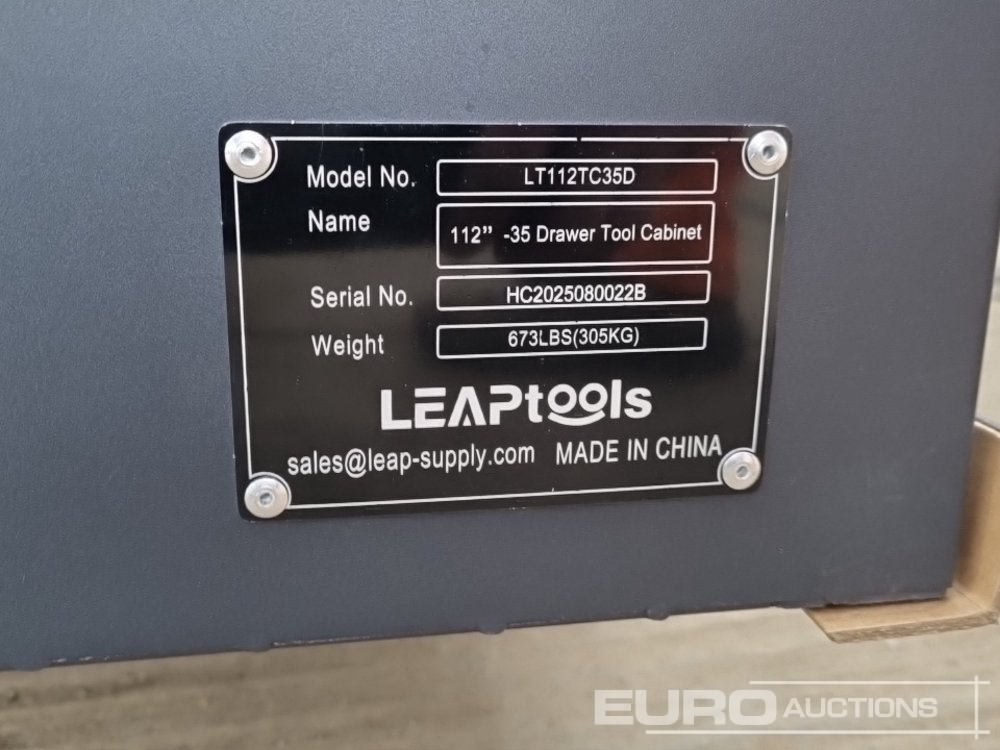 Model No. LT112TC35D
Name 112” -35 Drawer Tool Cabinet
Serial No. HC2025080022B
Weight 673LBS(305KG)
LEAPtools
sales@leap-supply.com MADE IN CHINA
EURO AUCTIONS